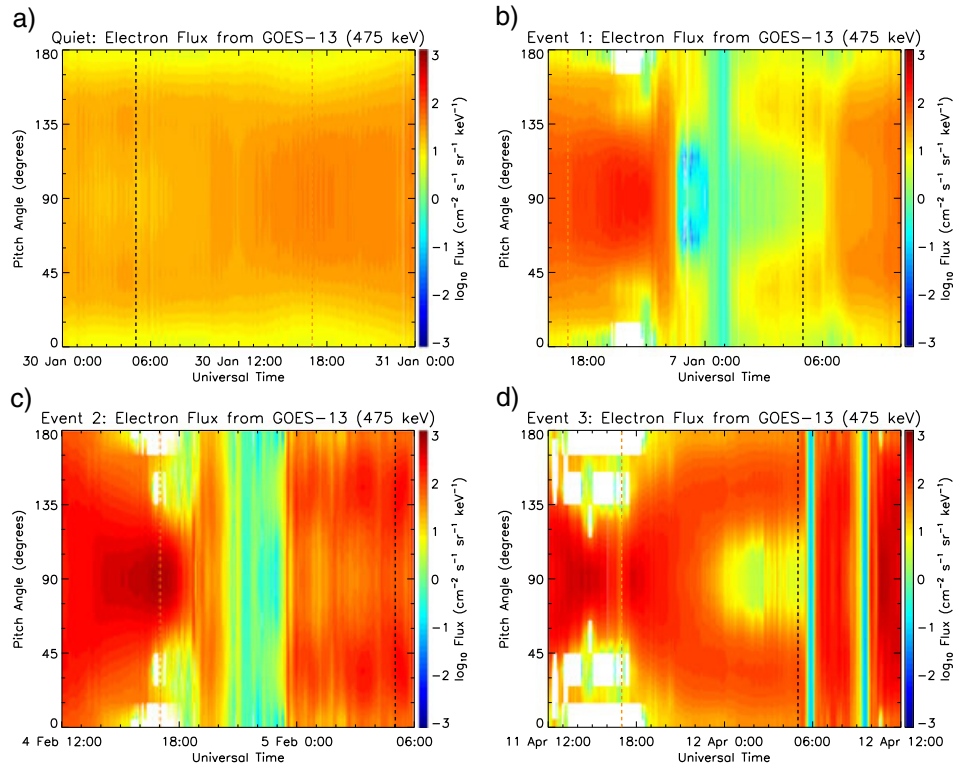 a)
Quiet: Electron Flux from GOES-13 (475 keV)
180
135
90
45
0
Pitch Angle (degrees)
30 Jan 0:00 06:00 30 Jan 12:00 18:00 31 Jan 0:00
Universal Time
3
2
1
0
-1
-2
-3
log10 Flux (cm-2 s-1 sr-1 keV-1)
b)
Event 1: Electron Flux from GOES-13 (475 keV)
180
135
90
45
0
Pitch Angle (degrees)
18:00 7 Jan 0:00 06:00
Universal Time
3
2
1
0
-1
-2
-3
log10 Flux (cm-2 s-1 sr-1 keV-1)
c)
Event 2: Electron Flux from GOES-13 (475 keV)
180
135
90
45
0
Pitch Angle (degrees)
4 Feb 12:00 18:00 5 Feb 0:00 06:00
Universal Time
3
2
1
0
-1
-2
-3
log10 Flux (cm-2 s-1 sr-1 keV-1)
d)
Event 3: Electron Flux from GOES-13 (475 keV)
180
135
90
45
0
Pitch Angle (degrees)
11 Apr 12:00 18:00 12 Apr 0:00 06:00 12 Apr 12:00
Universal Time
3
2
1
0
-1
-2
-3
log10 Flux (cm-2 s-1 sr-1 keV-1)